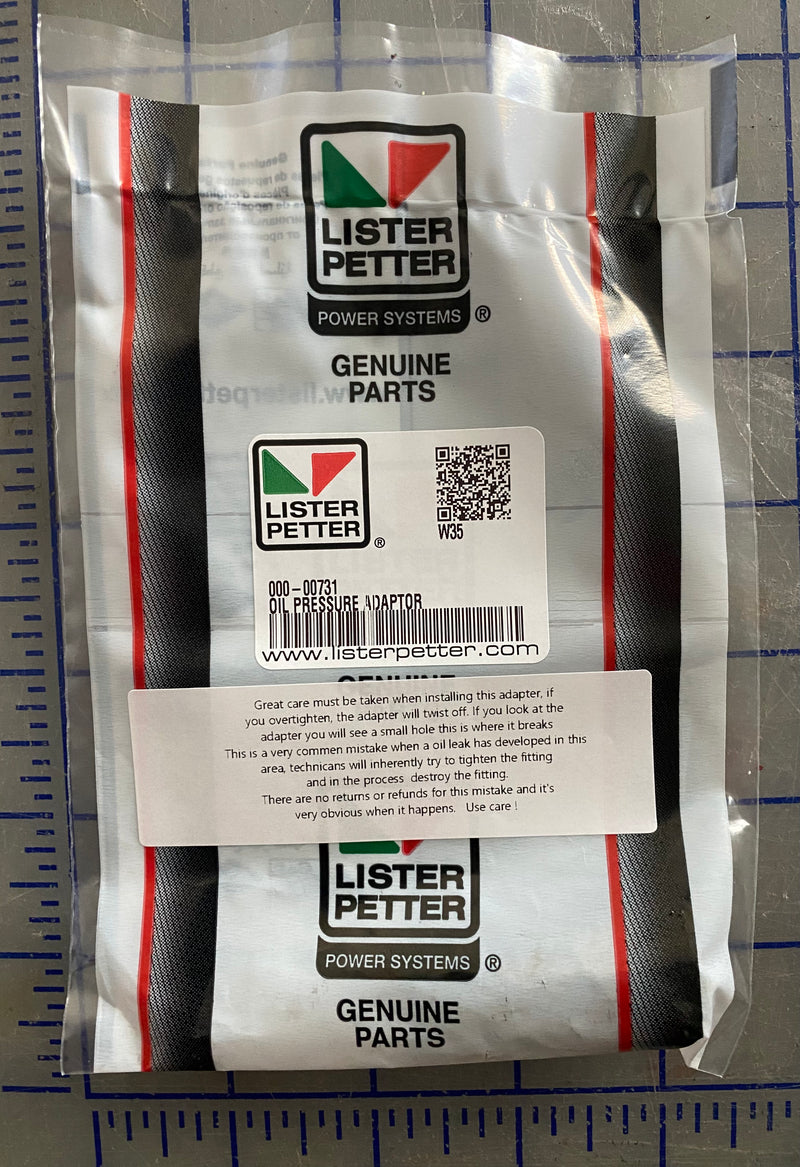 LISTER
PETTER
POWER SYSTEMS ®
GENUINE
PARTS
LISTER
PETTER
®
W35
000-00731
OIL PRESSURE ADAPTOR
www.listerpetter.com
GENUINE
Great care must be taken when installing this adapter, if
you overtighten, the adapter will twist off. If you look at the
adapter you will see a small hole this is where it breaks
This is a very commen mistake when a oil leak has developed in this
area, technicans will inherently try to tighten the fitting
and in the process destroy the fitting.
There are no returns or refunds for this mistake and it's
very obvious when it happens. Use care !
LISTER
PETTER
POWER SYSTEMS ®
GENUINE
PARTS